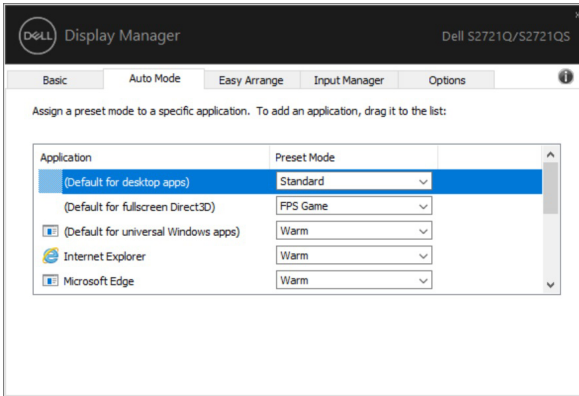 DELL Display Manager Dell S2721Q/S2721QS
Basic Auto Mode Easy Arrange Input Manager Options
Assign a preset mode to a specific application. To add an application, drag it to the list:
Application Preset Mode
(Default for desktop apps) Standard
(Default for fullscreen Direct3D) FPS Game
(Default for universal Windows apps) Warm
Internet Explorer Warm
Microsoft Edge Warm